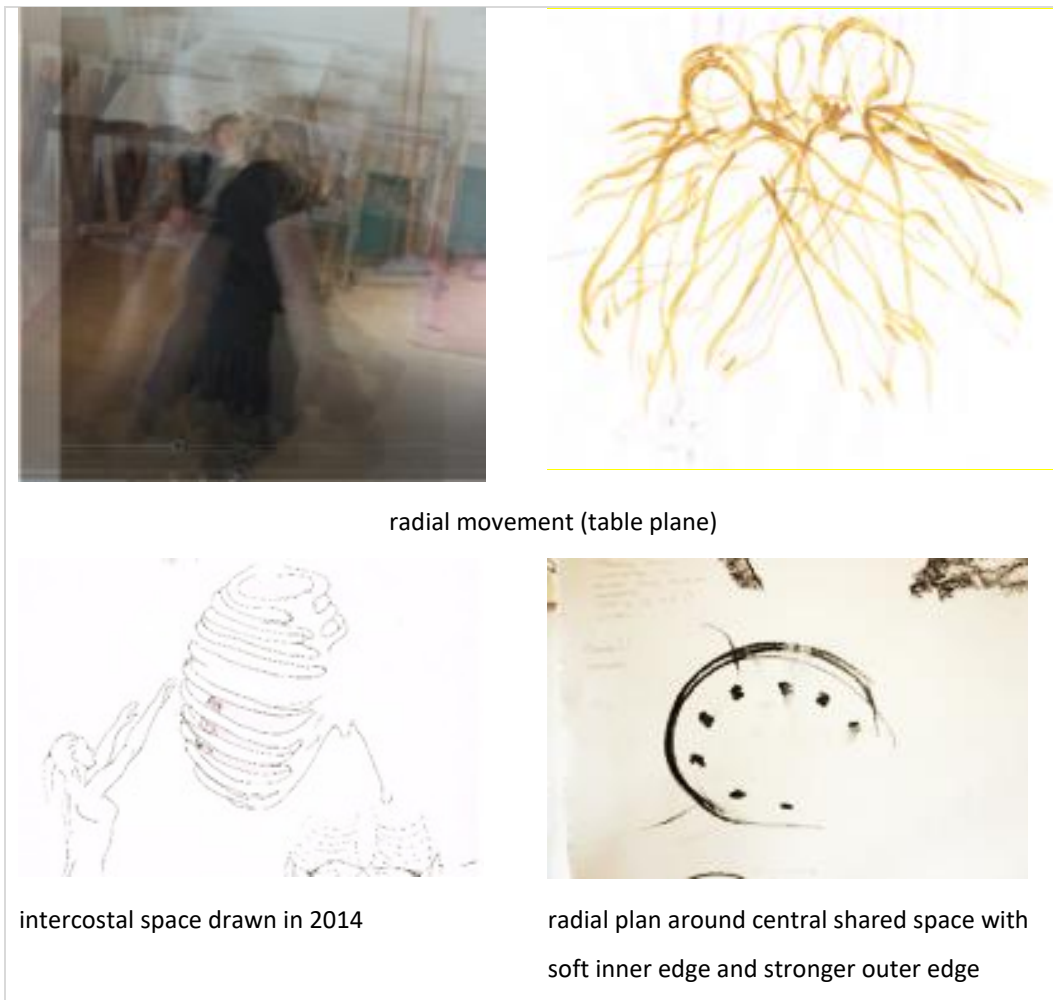 radial movement (table plane)
intercostal space drawn in 2014
radial plan around central shared space with
soft inner edge and stronger outer edge